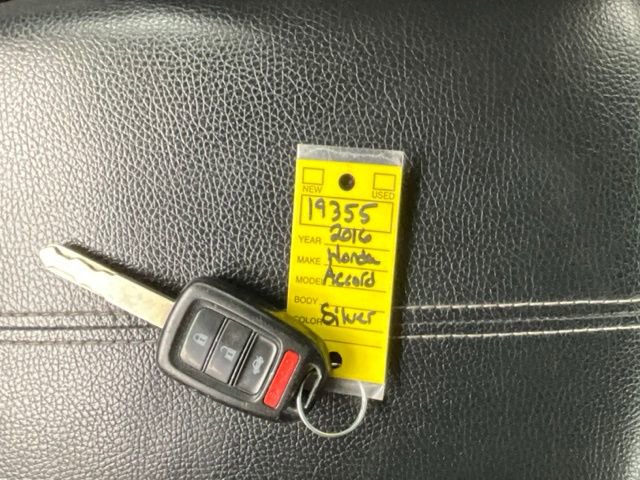 NEW USED
19355
YEAR 2016
MAKE Honda
MODEL Accord
BODY
COLOR Silver